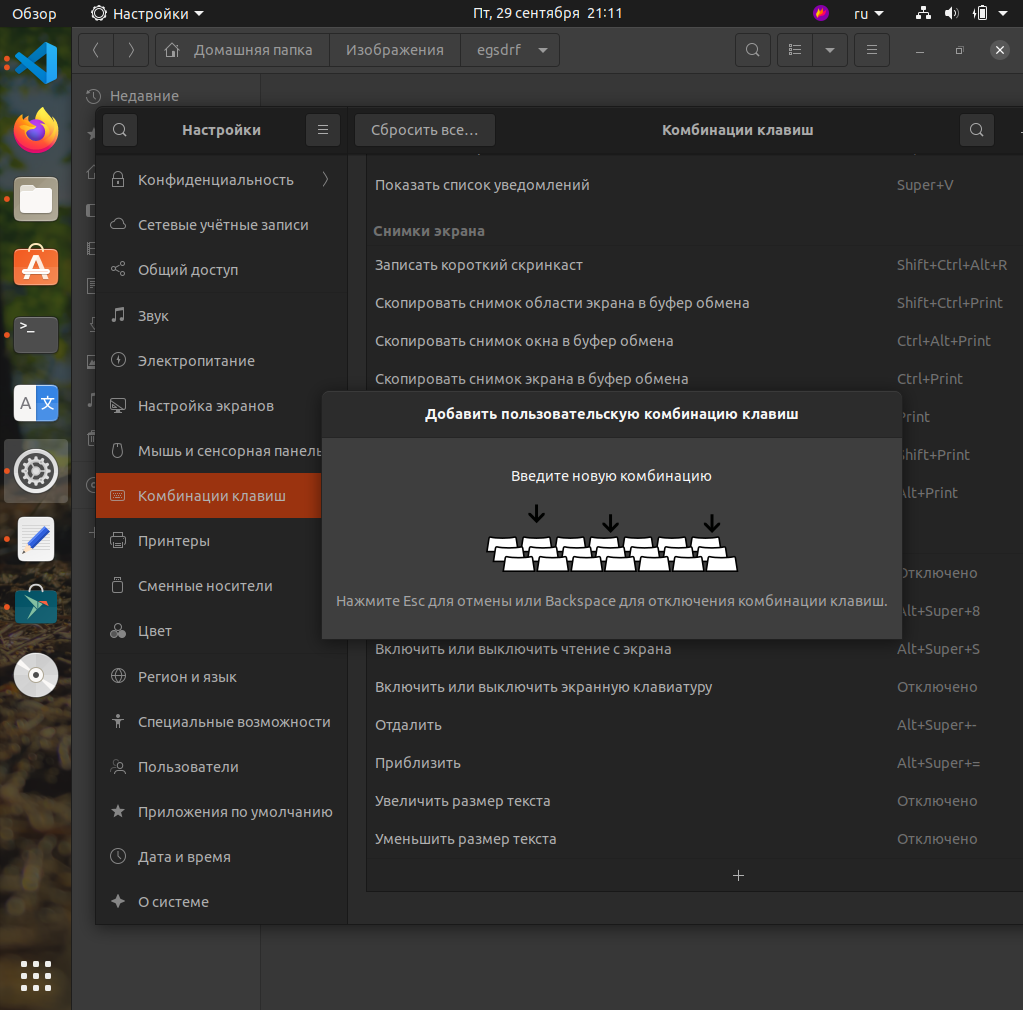 Обзор
Настройки
Пт, 29 сентября 21:11
ru
Домашняя папка
Изображения
egsdrf
Недавние
Настройки
Сбросить все…
Комбинации клавиш
Конфиденциальность
Сетевые учётные записи
Общий доступ
Звук
Электропитание
Настройка экранов
Мышь и сенсорная панель
Комбинации клавиш
Принтеры
Сменные носители
Цвет
Регион и язык
Специальные возможности
Пользователи
Приложения по умолчанию
Дата и время
О системе
Показать список уведомлений Super+V
Снимки экрана
Записать короткий скринкаст Shift+Ctrl+Alt+R
Скопировать снимок области экрана в буфер обмена Shift+Ctrl+Print
Скопировать снимок окна в буфер обмена Ctrl+Alt+Print
Скопировать снимок экрана в буфер обмена Ctrl+Print
Print
Shift+Print
Alt+Print
Добавить пользовательскую комбинацию клавиш
Введите новую комбинацию
Нажмите Esc для отмены или Backspace для отключения комбинации клавиш.
Отключено
Alt+Super+8
Включить или выключить чтение с экрана Alt+Super+S
Включить или выключить экранную клавиатуру Отключено
Отдалить Alt+Super+-
Приблизить Alt+Super+=
Увеличить размер текста Отключено
Уменьшить размер текста Отключено
+